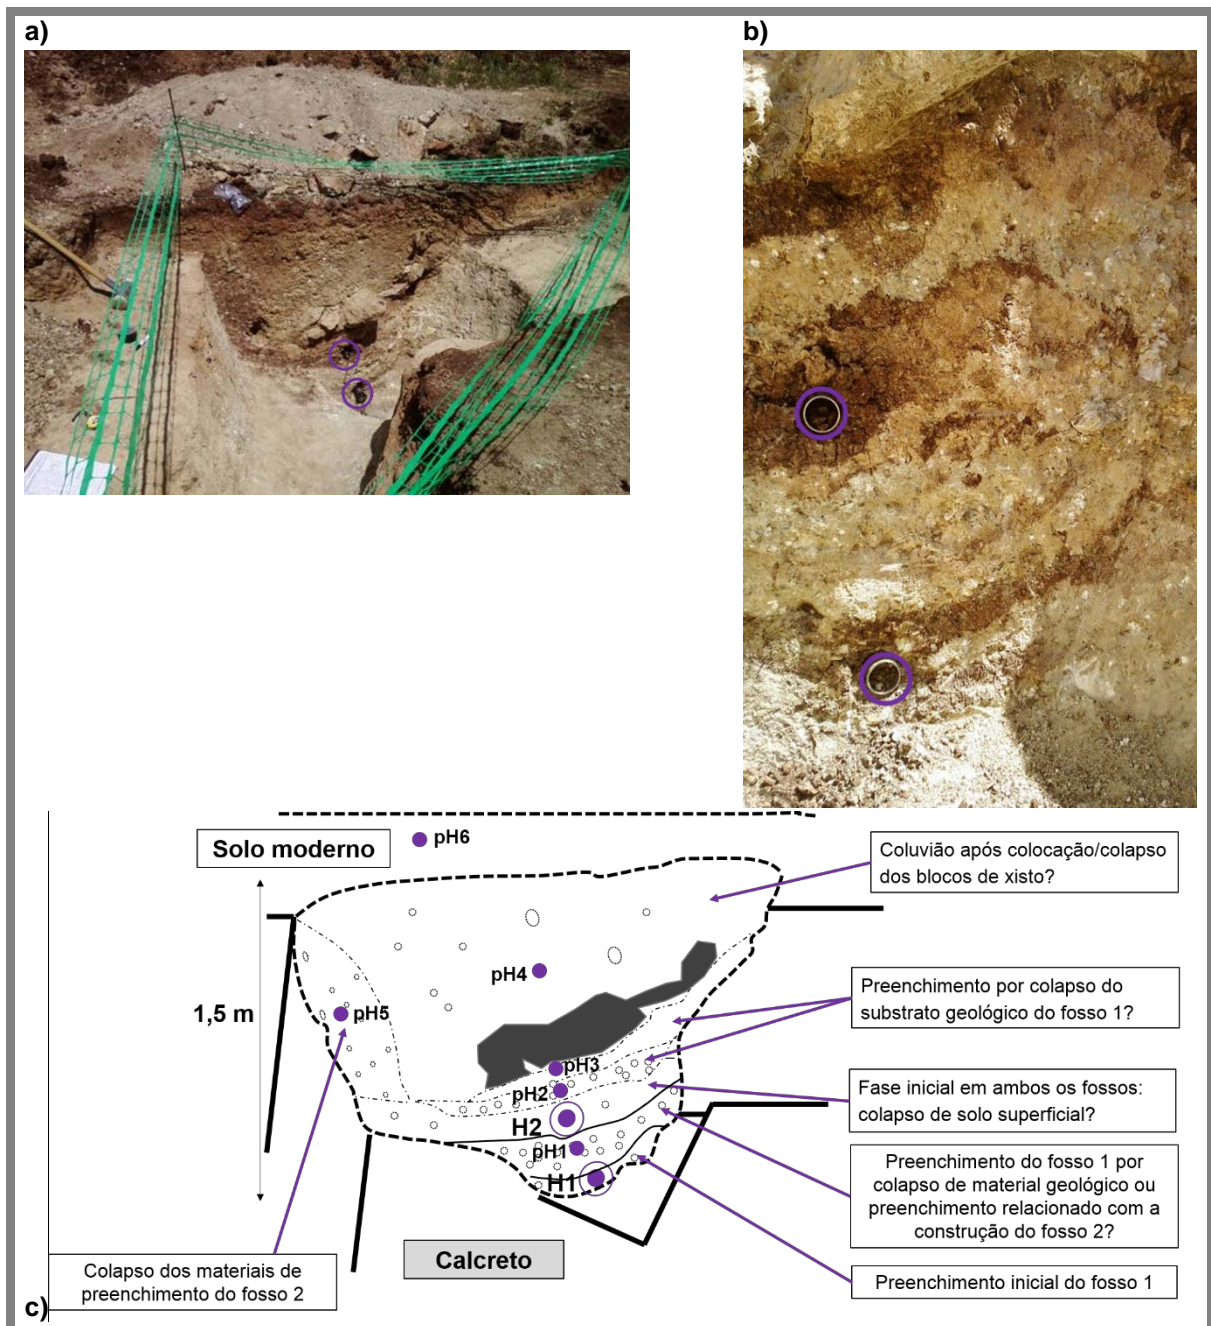 a)
b)
Solo moderno
pH6
Coluvião após colocação/colapso
dos blocos de xisto?
pH4
1,5 m
pH5
Preenchimento por colapso do
substrato geológico do fosso 1?
pH3
pH2
Fase inicial em ambos os fossos:
colapso de solo superficial?
H2
pH1
H1
Preenchimento do fosso 1 por
colapso de material geológico ou
preenchimento relacionado com a
construção do fosso 2?
Calcreto
Colapso dos materiais de
preenchimento do fosso 2
Preenchimento inicial do fosso 1
c)